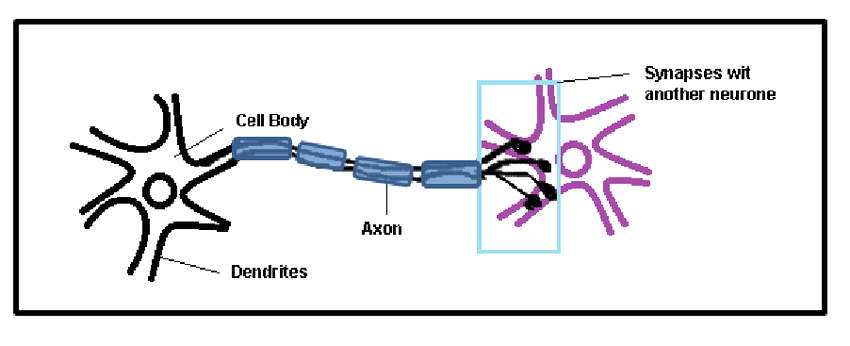 Synapses wit
another neurone
Cell Body
Axon
Dendrites